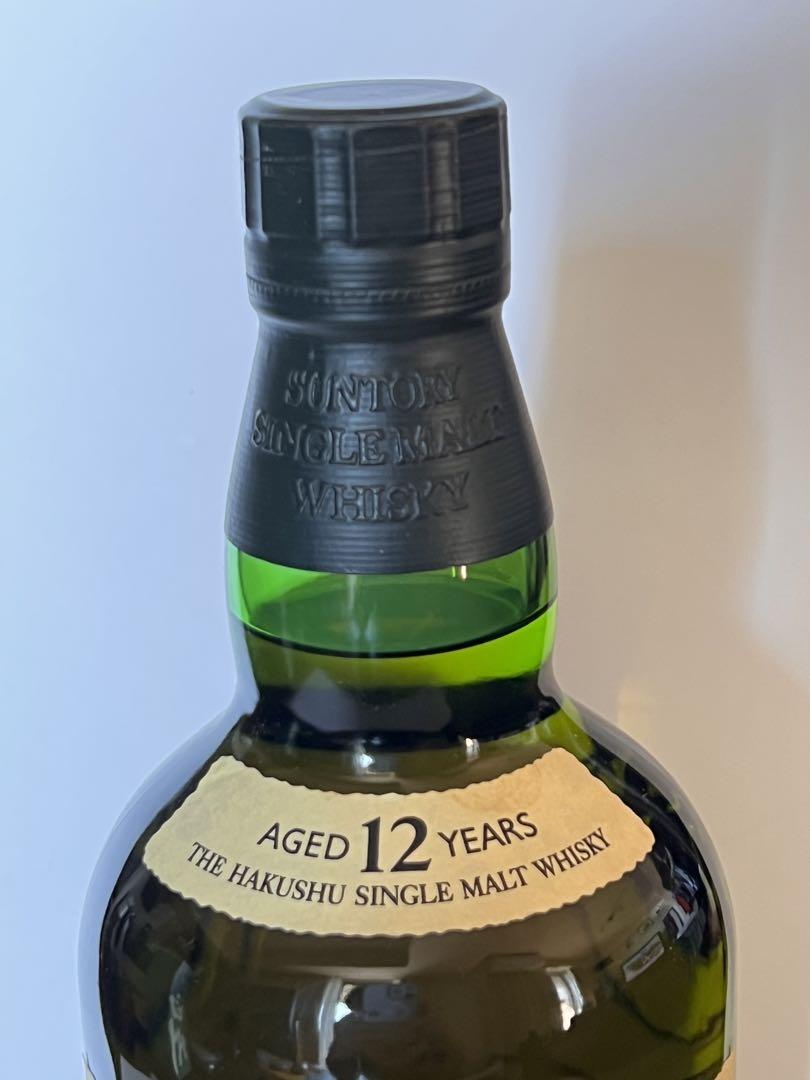 SUNTORY
SINGLE MALT
WHISKY
AGED 12 YEARS
THE HAKUSHU SINGLE MALT WHISKY